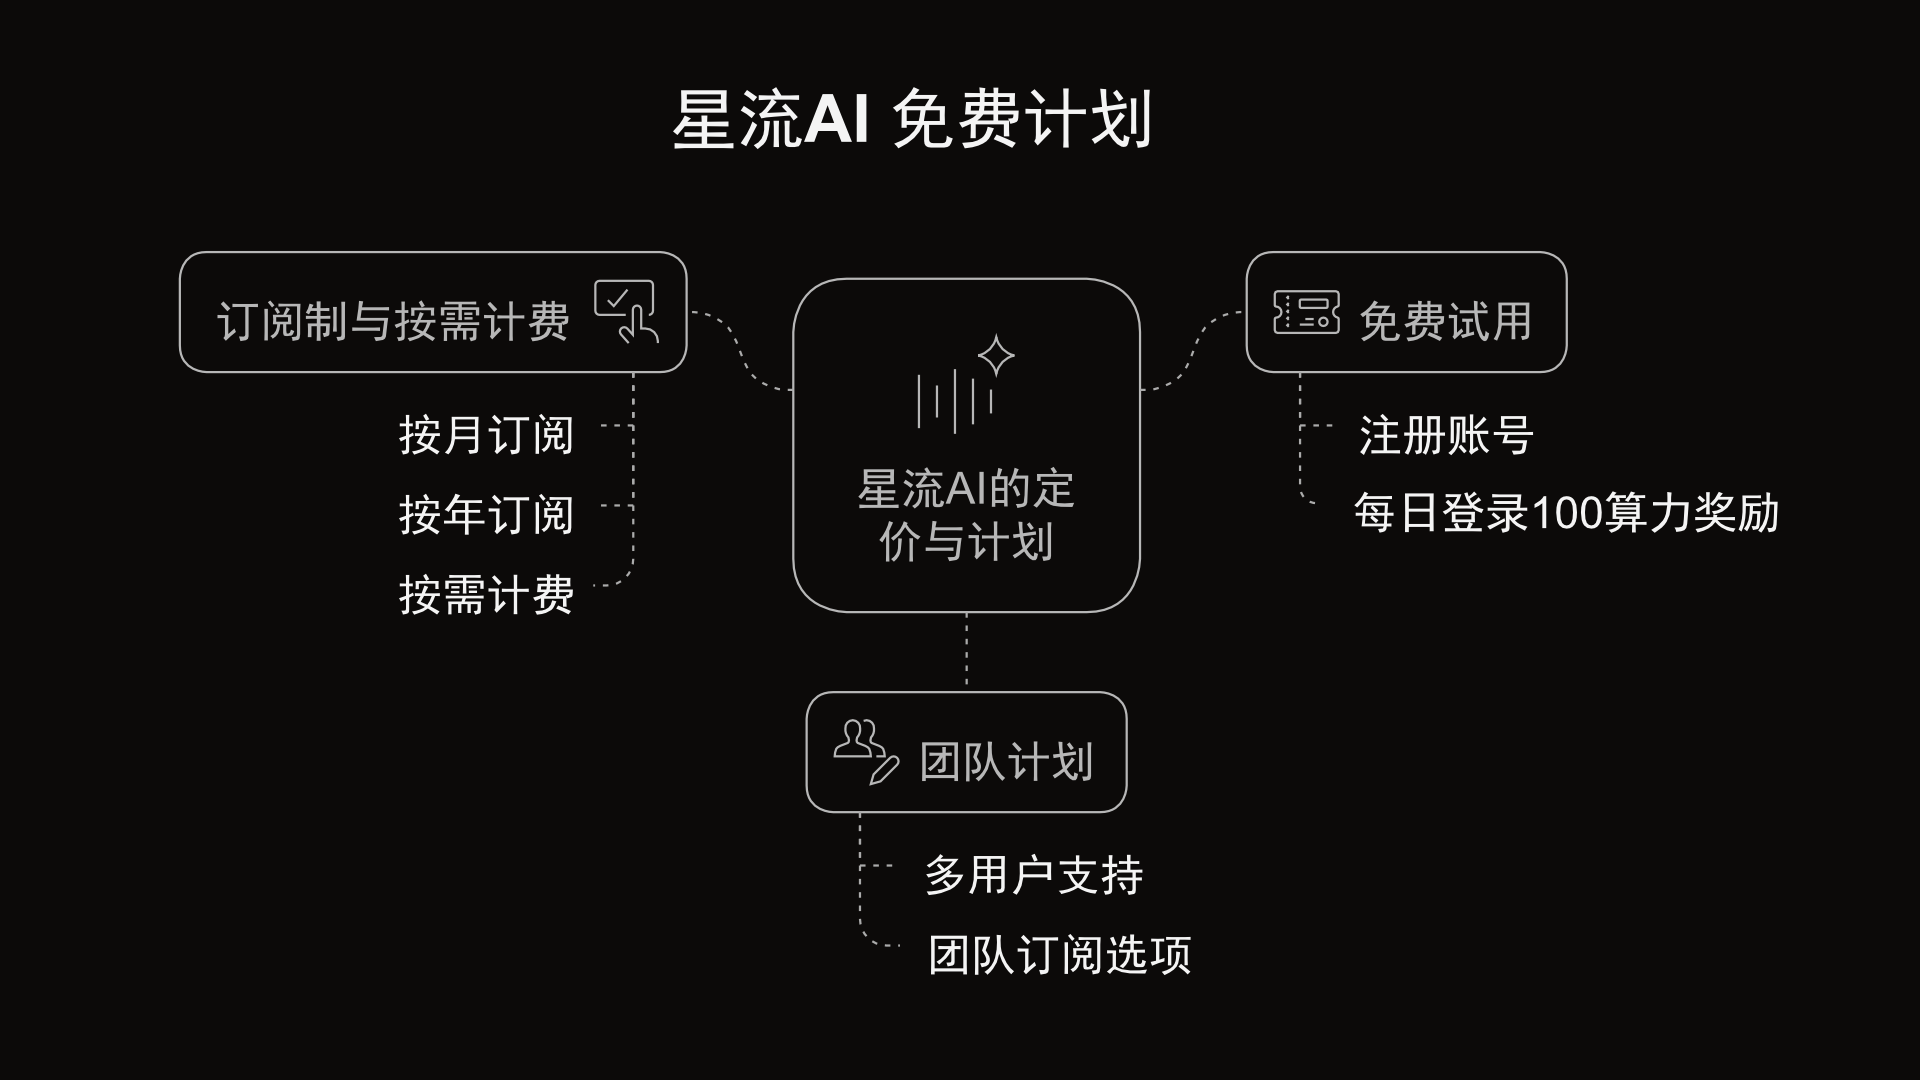 星流AI 免费计划
订阅制与按需计费
按月订阅
按年订阅
按需计费
星流AI的定
价与计划
免费试用
注册账号
每日登录100算力奖励
团队计划
多用户支持
团队订阅选项